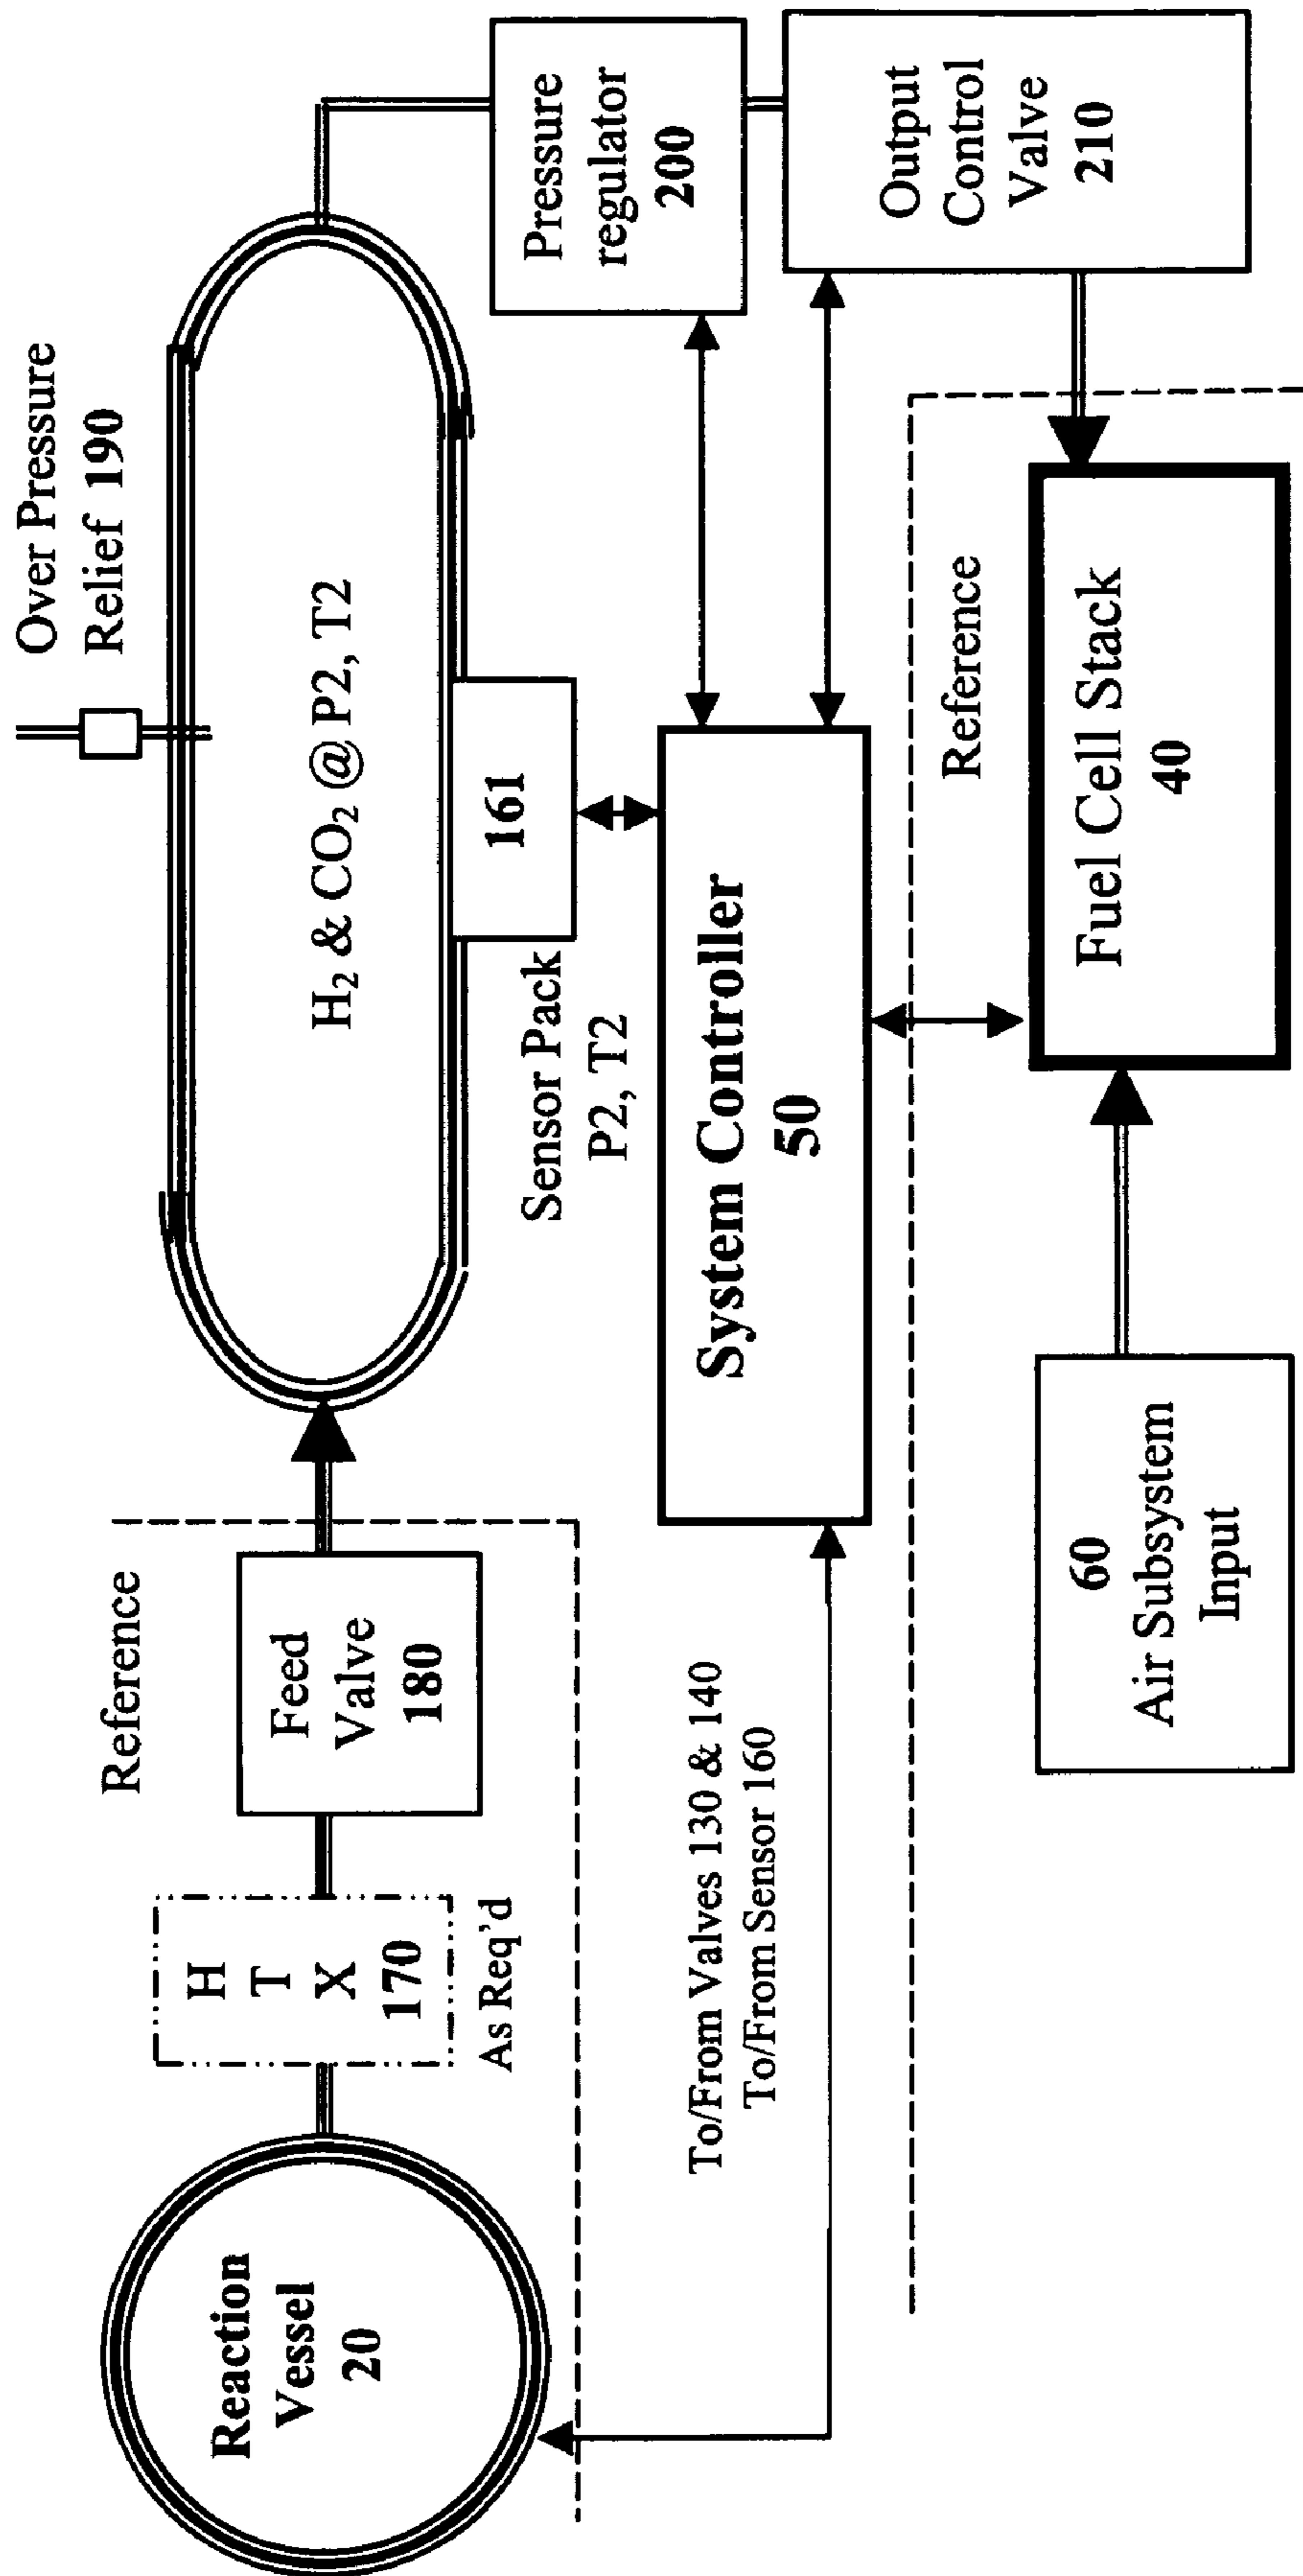 Over Pressure
Relief 190
Reference
Reaction
Vessel
20
H
T
X
170
As Req’d
Feed
Valve
180
H₂ & CO₂ @ P2, T2
161
Sensor Pack
P2, T2
Pressure
regulator
200
Output
Control
Valve
210
To/From Valves 130 & 140
To/From Sensor 160
System Controller
50
Reference
60
Air Subsystem
Input
Fuel Cell Stack
40